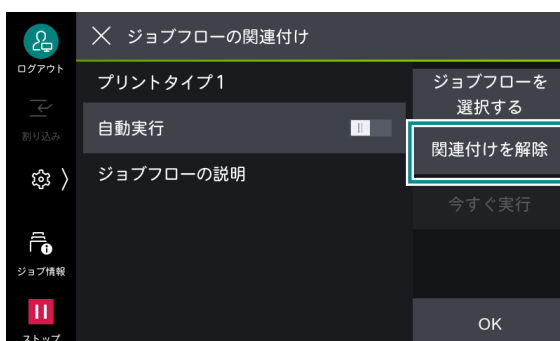 ジョブフローの関連付け
ログアウト
プリントタイプ1
ジョブフローを
選択する
割り込み
自動実行
関連付けを解除
ジョブフローの説明
今すぐ実行
ジョブ情報
OK
ストップ